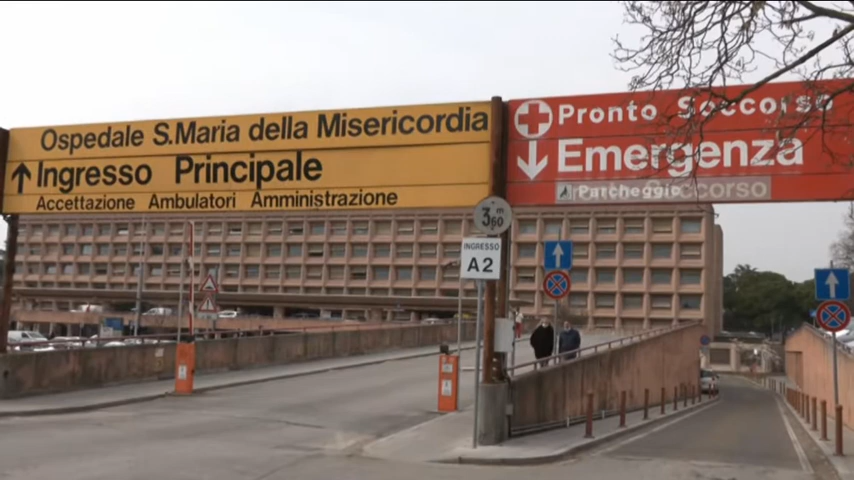 Ospedale S.Maria della Misericordia
Ingresso Principale
Accettazione Ambulatori Amministrazione
Pronto Soccorso
Emergenza
Parcheggio
3,60 m
INGRESSO
A2